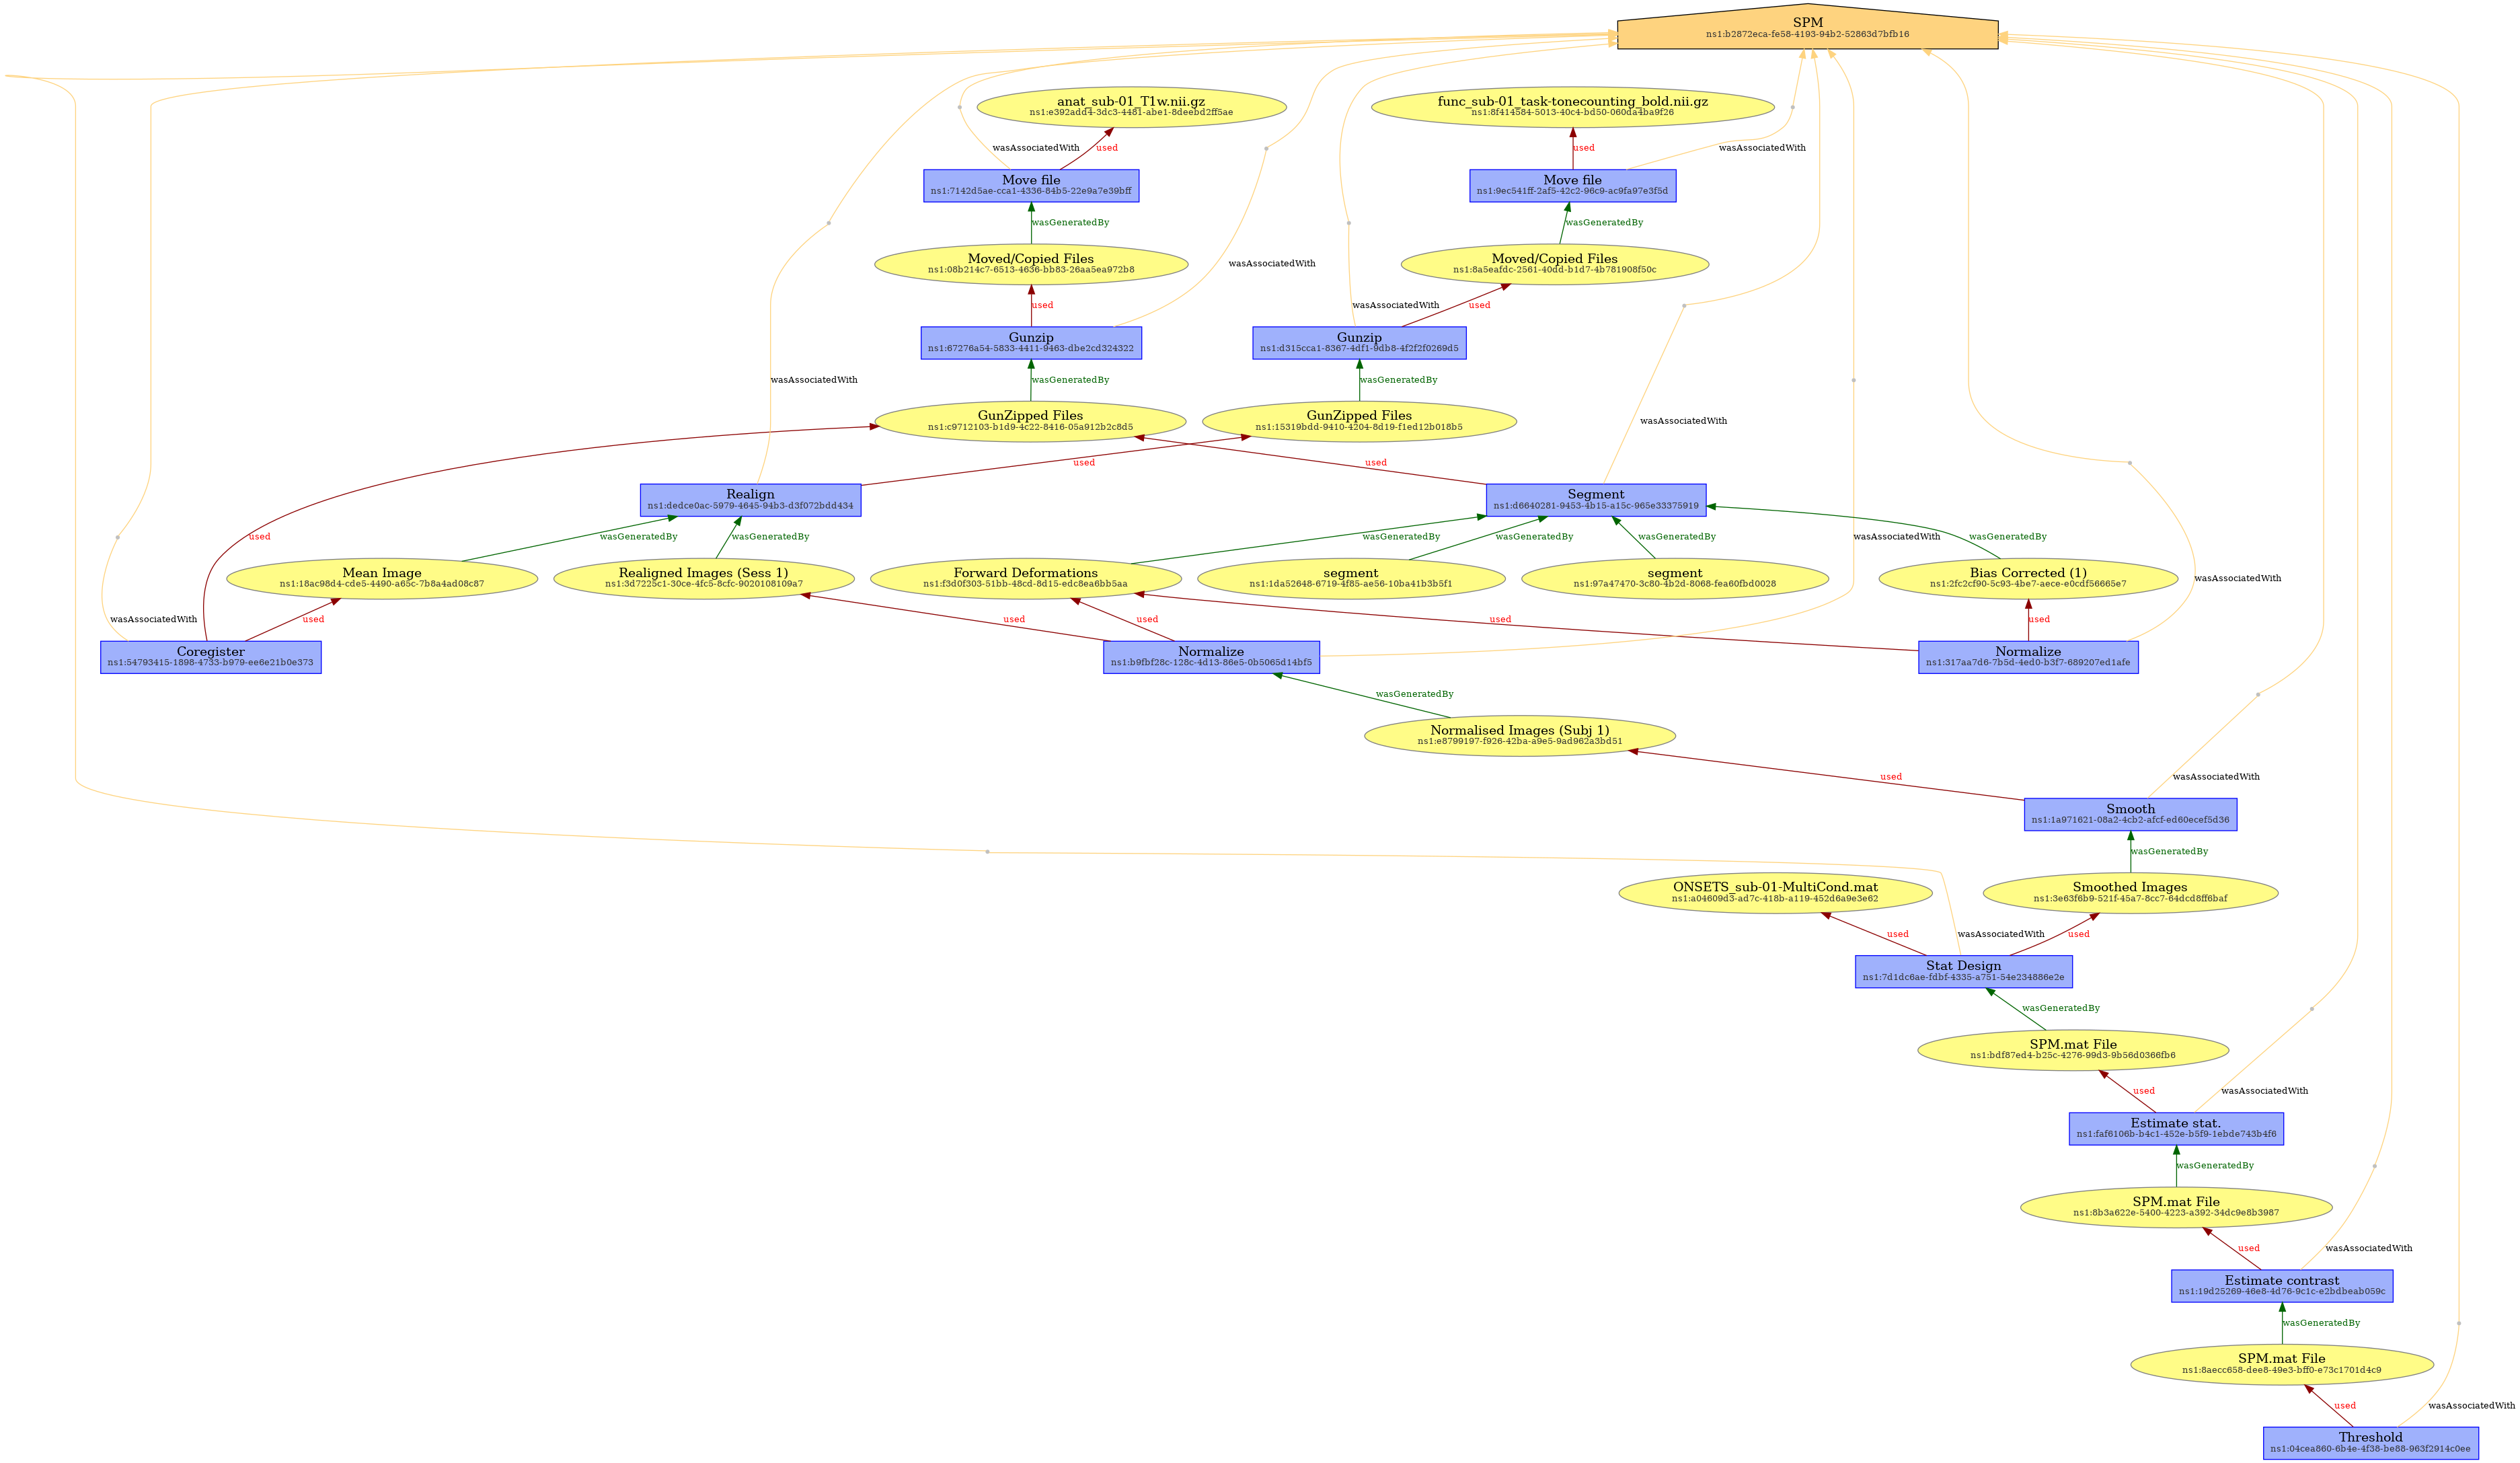 SPM
ns1:b2872eca-fe58-4193-94b2-52863d7bfb16
anat_sub-01_T1w.nii.gz
ns1:e392add4-3dc3-4481-abe1-8deebd2ff5ae
func_sub-01_task-tonecounting_bold.nii.gz
ns1:8f414584-5013-40c4-bd50-060da4ba9f26
wasAssociatedWith
used
used
wasAssociatedWith
Move file
ns1:7142d5ae-cca1-4336-84b5-22e9a7e39bff
Move file
ns1:9ec541ff-2af5-42c2-96c9-ac9fa97e3f5d
wasGeneratedBy
wasGeneratedBy
Moved/Copied Files
ns1:08b214c7-6513-4636-bb83-26aa5ea972b8
wasAssociatedWith
Moved/Copied Files
ns1:8a5eafdc-2561-40dd-b1d7-4b781908f50c
used
wasAssociatedWith
used
Gunzip
ns1:67276a54-5833-4411-9463-dbe2cd324322
Gunzip
ns1:d315cca1-8367-4df1-9db8-4f2f2f0269d5
wasAssociatedWith
wasGeneratedBy
wasGeneratedBy
GunZipped Files
ns1:c9712103-b1d9-4c22-8416-05a912b2c8d5
GunZipped Files
ns1:15319bdd-9410-4204-8d19-f1ed12b018b5
wasAssociatedWith
used
used
Realign
ns1:dedce0ac-5979-4645-94b3-d3f072bdd434
Segment
ns1:d6640281-9453-4b15-a15c-965e33375919
used
wasGeneratedBy
wasGeneratedBy
wasGeneratedBy
wasGeneratedBy
wasGeneratedBy
wasAssociatedWith
wasGeneratedBy
Mean Image
ns1:18ac98d4-cde5-4490-a65c-7b8a4ad08c87
Realigned Images (Sess 1)
ns1:3d7225c1-30ce-4fc5-8cfc-9020108109a7
Forward Deformations
ns1:f3d0f303-51bb-48cd-8d15-edc8ea6bb5aa
segment
ns1:1da52648-6719-4f85-ae56-10ba41b3b5f1
segment
ns1:97a47470-3c80-4b2d-8068-fea60fbd0028
Bias Corrected (1)
ns1:2fc2cf90-5c93-4be7-aece-e0cdf56665e7
wasAssociatedWith
wasAssociatedWith
used
used
used
used
used
Coregister
ns1:54793415-1898-4733-b979-ee6e21b0e373
Normalize
ns1:b9fbf28c-128c-4d13-86e5-0b5065d14bf5
Normalize
ns1:317aa7d6-7b5d-4ed0-b3f7-689207ed1afe
wasGeneratedBy
Normalised Images (Subj 1)
ns1:e8799197-f926-42ba-a9e5-9ad962a3bd51
used
wasAssociatedWith
Smooth
ns1:1a971621-08a2-4cb2-afcf-ed60ecef5d36
wasGeneratedBy
ONSETS_sub-01-MultiCond.mat
ns1:a04609d3-ad7c-418b-a119-452d6a9e3e62
Smoothed Images
ns1:3e63f6b9-521f-45a7-8cc7-64dcd8ff6baf
used
wasAssociatedWith
used
Stat Design
ns1:7d1dc6ae-fdbf-4335-a751-54e234886e2e
wasGeneratedBy
SPM.mat File
ns1:bdf87ed4-b25c-4276-99d3-9b56d0366fb6
used
wasAssociatedWith
Estimate stat.
ns1:faf6106b-b4c1-452e-b5f9-1ebde743b4f6
wasGeneratedBy
SPM.mat File
ns1:8b3a622e-5400-4223-a392-34dc9e8b3987
used
wasAssociatedWith
Estimate contrast
ns1:19d25269-46e8-4d76-9c1c-e2bdbeab059c
wasGeneratedBy
SPM.mat File
ns1:8aecc658-dee8-49e3-bff0-e73c1701d4c9
used
wasAssociatedWith
Threshold
ns1:04cea860-6b4e-4f38-be88-963f2914c0ee